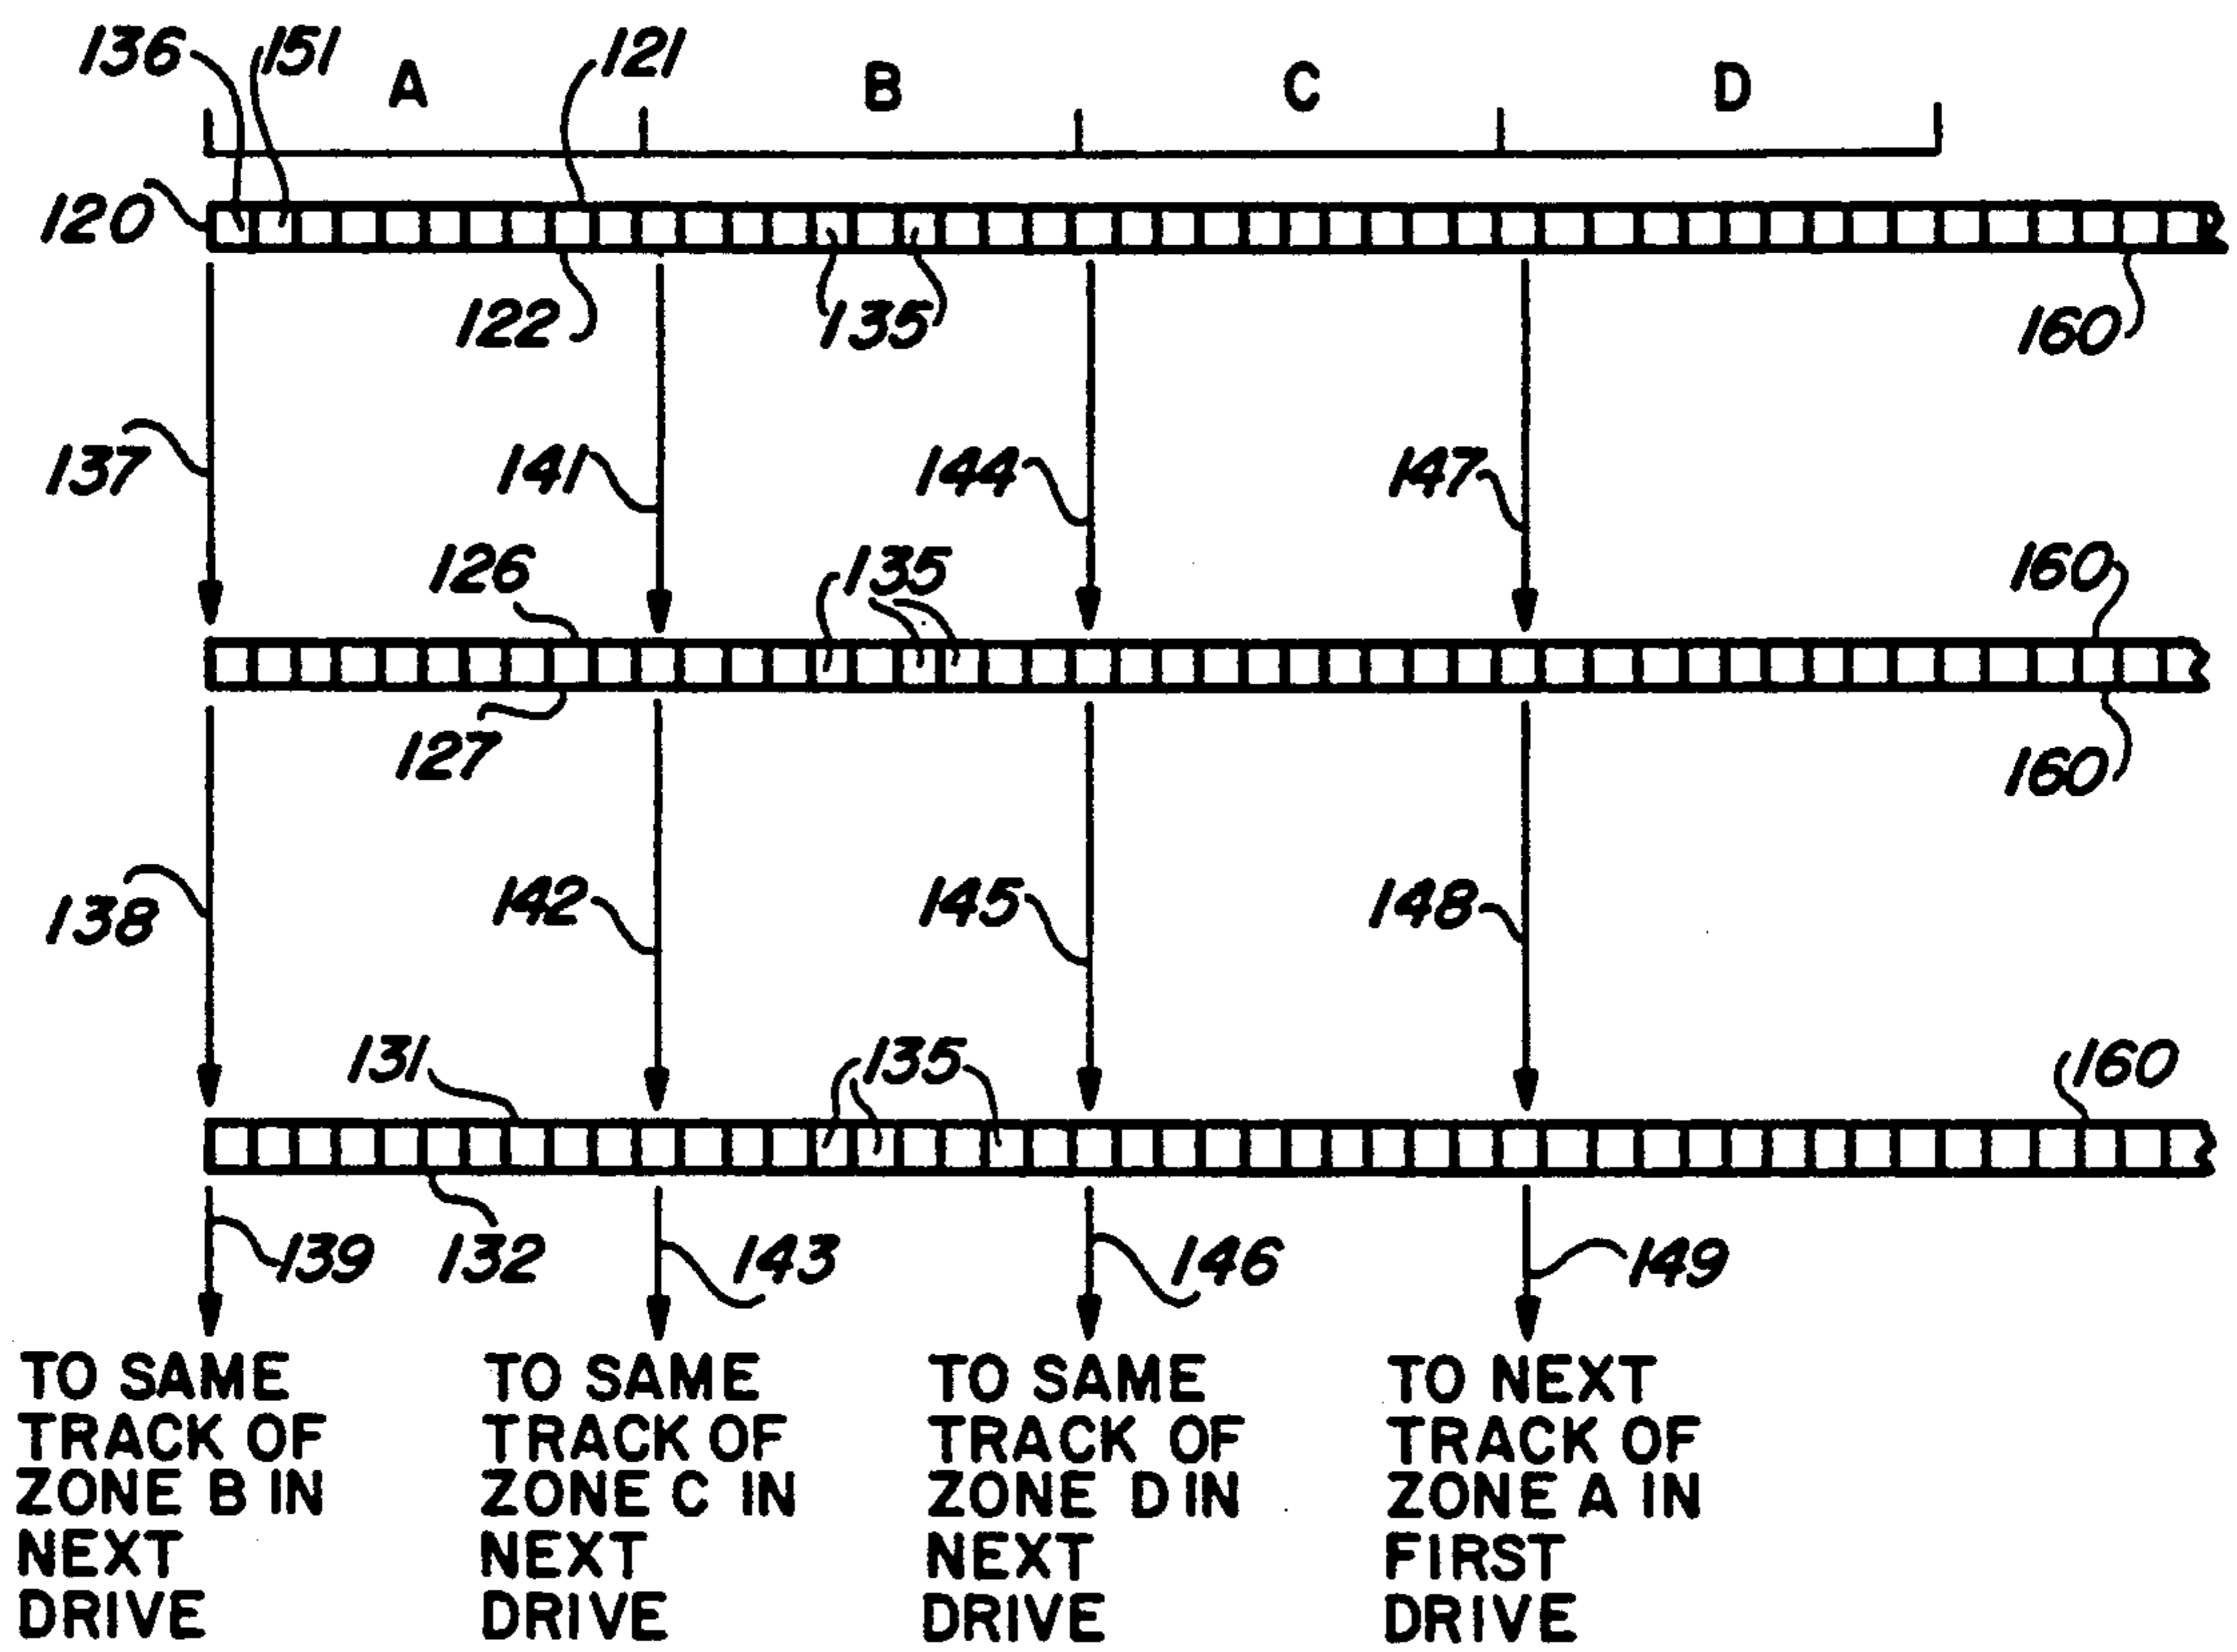 136 151 A 121 B C D
120
122 135 160
137 141 144 147
126 135 160
127 160
138 142 145 148
131 135 160
139 132 143 146 149
TO SAME
TRACK OF
ZONE B IN
NEXT
DRIVE
TO SAME
TRACK OF
ZONE C IN
NEXT
DRIVE
TO SAME
TRACK OF
ZONE D IN
NEXT
DRIVE
TO NEXT
TRACK OF
ZONE A IN
FIRST
DRIVE